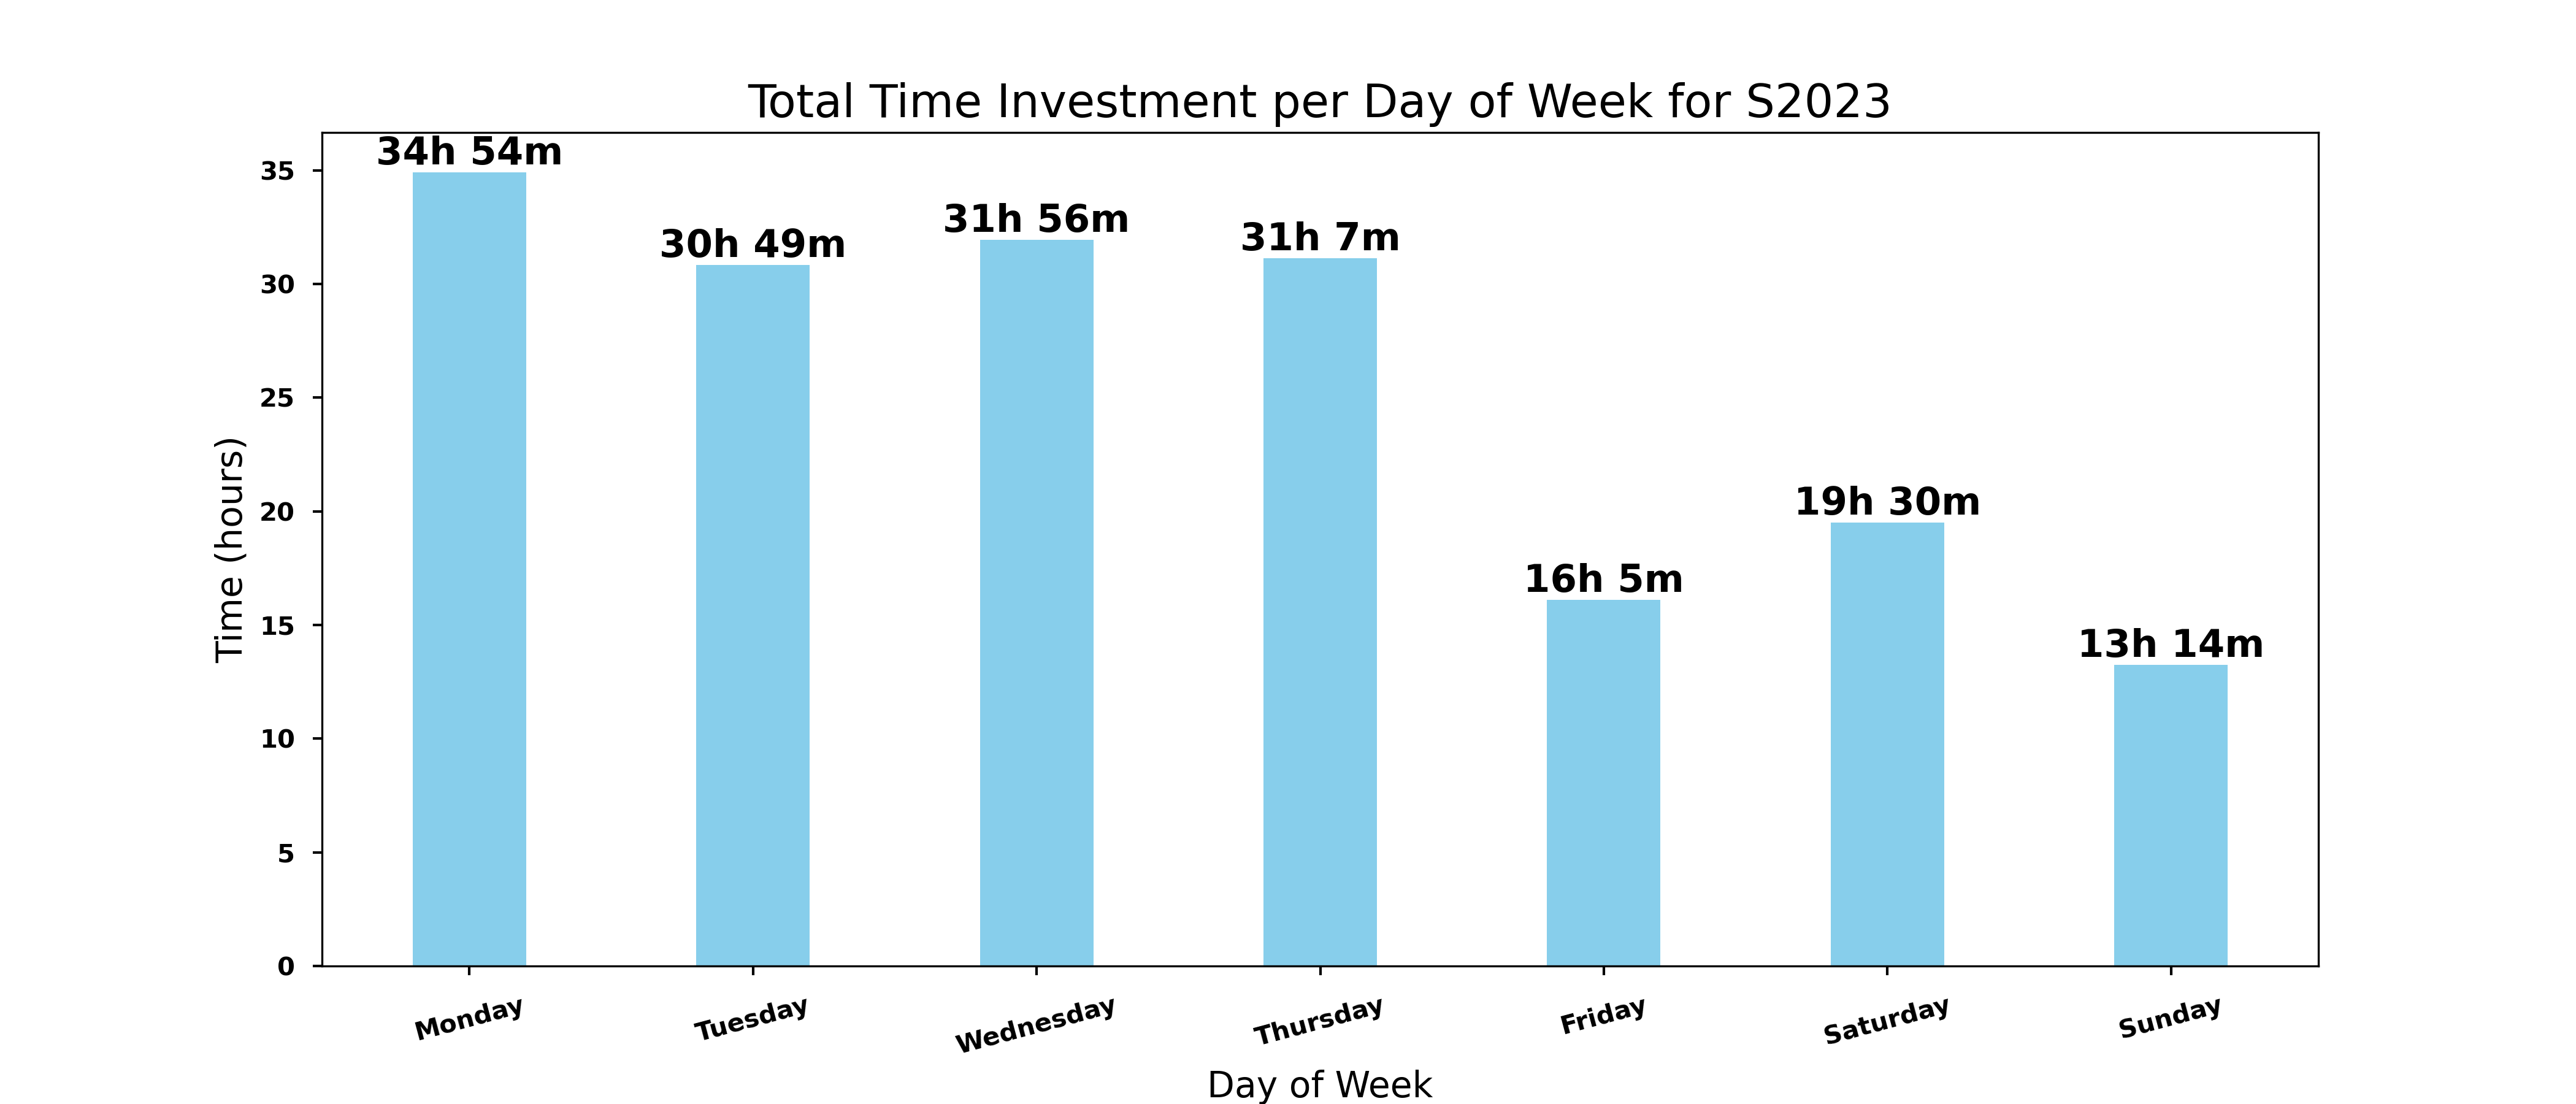 Total Time Investment per Day of Week for S2023
34h 54m
30h 49m
31h 56m
31h 7m
16h 5m
19h 30m
13h 14m
Time (hours)
35
30
25
20
15
10
5
0
Monday
Tuesday
Wednesday
Thursday
Friday
Saturday
Sunday
Day of Week